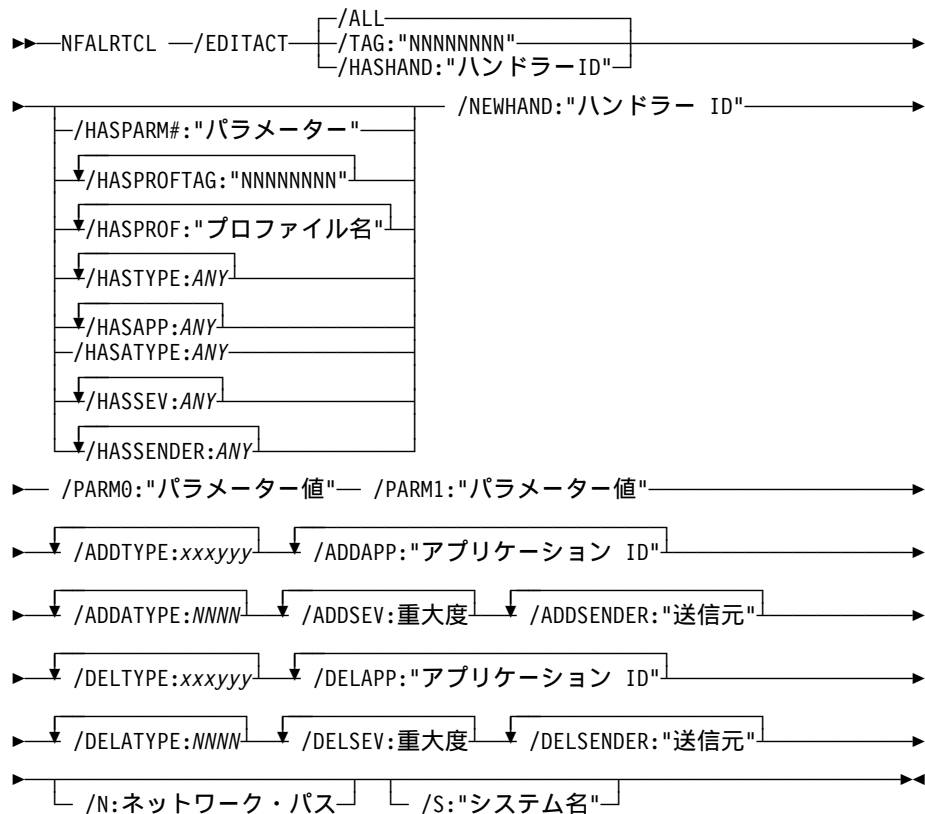 /ALL
NFALRTCL /EDITACT /TAG:"NNNNNNNN"
/HASHAND:"ハンドラーID"
/NEWHAND:"ハンドラー ID"
/HASPARM#:"パラメーター"
/HASPROFTAG:"NNNNNNNN"
/HASPROF:"プロファイル名"
/HASTYPE:ANY
/HASAPP:ANY
/HASATYPE:ANY
/HASSEV:ANY
/HASSENDER:ANY
/PARM0:"パラメーター値" /PARM1:"パラメーター値"
/ADDTYPE:xxxyyy /ADDAPP:"アプリケーション ID"
/ADDATYPE:NNNN /ADDSEV:重大度 /ADDSENDER:"送信元"
/DELTYPE:xxxyyy /DELAPP:"アプリケーション ID"
/DELATYPE:NNNN /DELSEV:重大度 /DELSENDER:"送信元"
/N:ネットワーク・パス /S:"システム名"